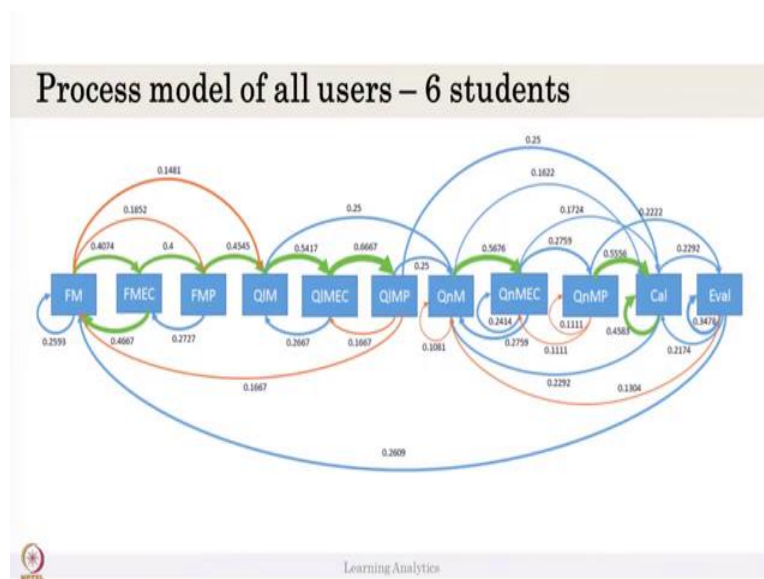 Process model of all users – 6 students
0.25
0.1622
0.1481
0.1852
0.25
0.1724
0.2222
0.4074
0.4
0.4545
0.5417
0.6667
0.25
0.5676
0.2759
0.5556
0.2292
FM
FMEC
FMP
QIM
QIMEC
QIMP
QnM
QnMEC
QnMP
Cal
Eval
0.2593
0.4667
0.2727
0.2667
0.1667
0.1081
0.2414
0.2759
0.1111
0.1111
0.4583
0.3478
0.2174
0.1667
0.2292
0.1304
0.2609
NPTEL
Learning Analytics